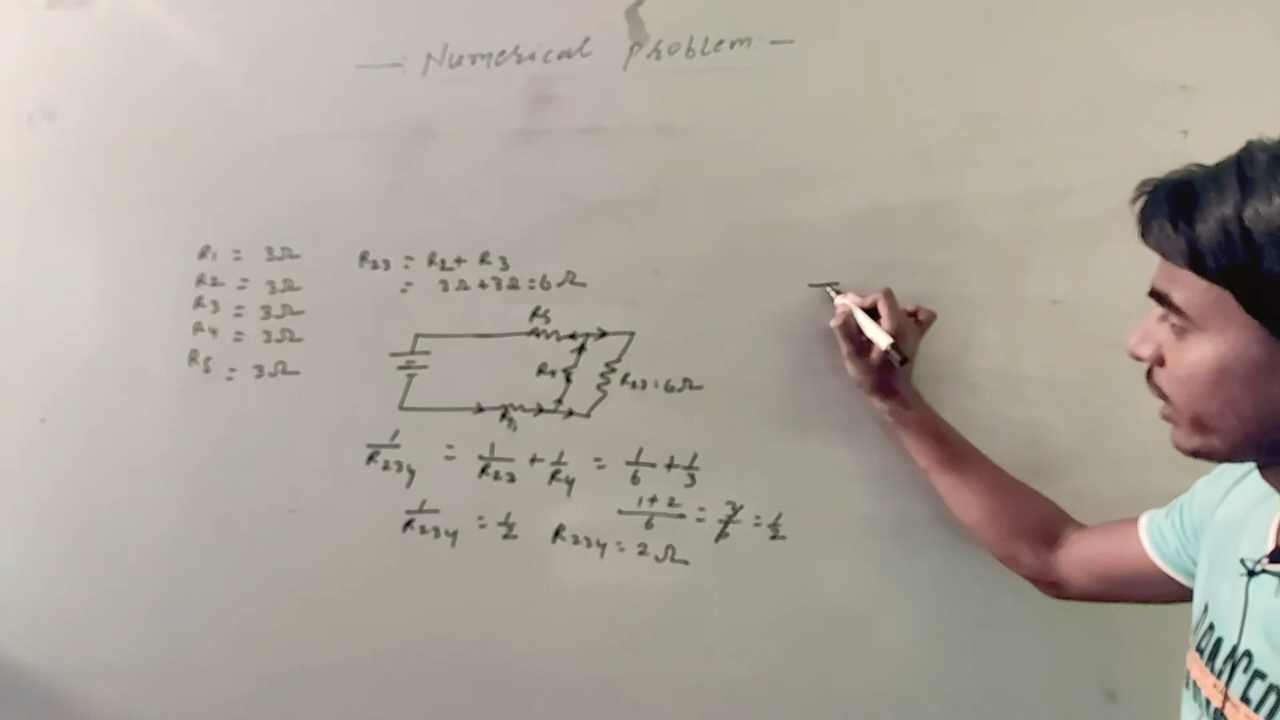 — Numerical Problem —
R1 = 3Ω
R2 = 3Ω
R3 = 3Ω
R4 = 3Ω
R5 = 3Ω
R23 = R2 + R3
= 3Ω+3Ω=6Ω
R5
R4
R23=6Ω
1/R234 = 1/R23 + 1/R4 = 1/6 + 1/3
1+2/6 = 3/6 = 1/2
1/R234 = 1/2 R234 = 2Ω